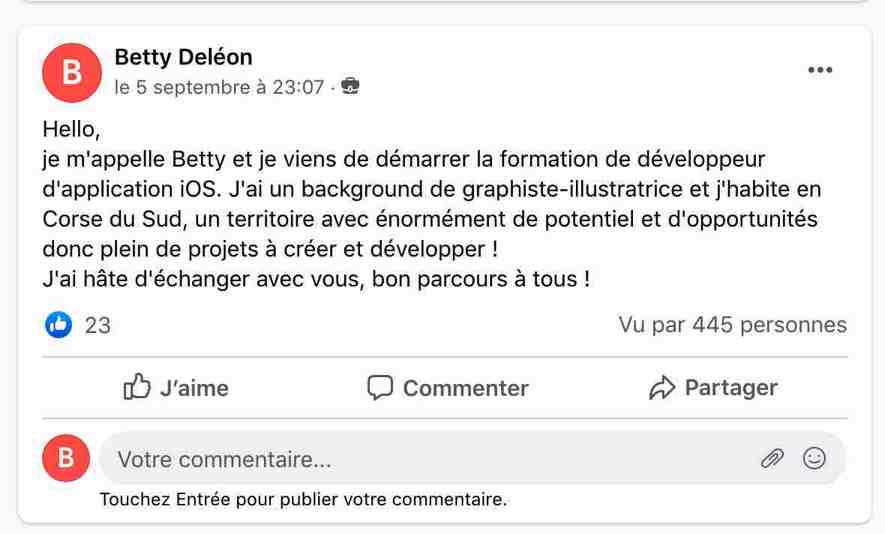 B
Betty Deléon
le 5 septembre à 23:07 ·
Hello,
je m'appelle Betty et je viens de démarrer la formation de développeur
d'application iOS. J'ai un background de graphiste-illustratrice et j'habite en
Corse du Sud, un territoire avec énormément de potentiel et d'opportunités
donc plein de projets à créer et développer !
J'ai hâte d'échanger avec vous, bon parcours à tous !
23 Vu par 445 personnes
J'aime Commenter Partager
B Votre commentaire...
Touchez Entrée pour publier votre commentaire.